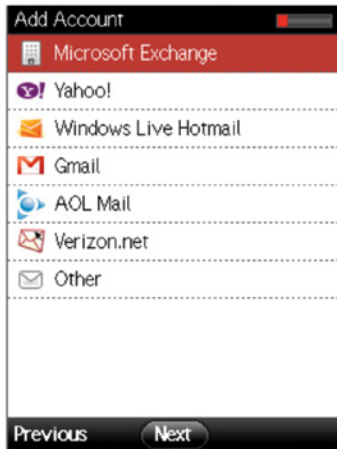 Add Account
Microsoft Exchange
Yahoo!
Windows Live Hotmail
Gmail
AOL Mail
Verizon.net
Other
Previous Next